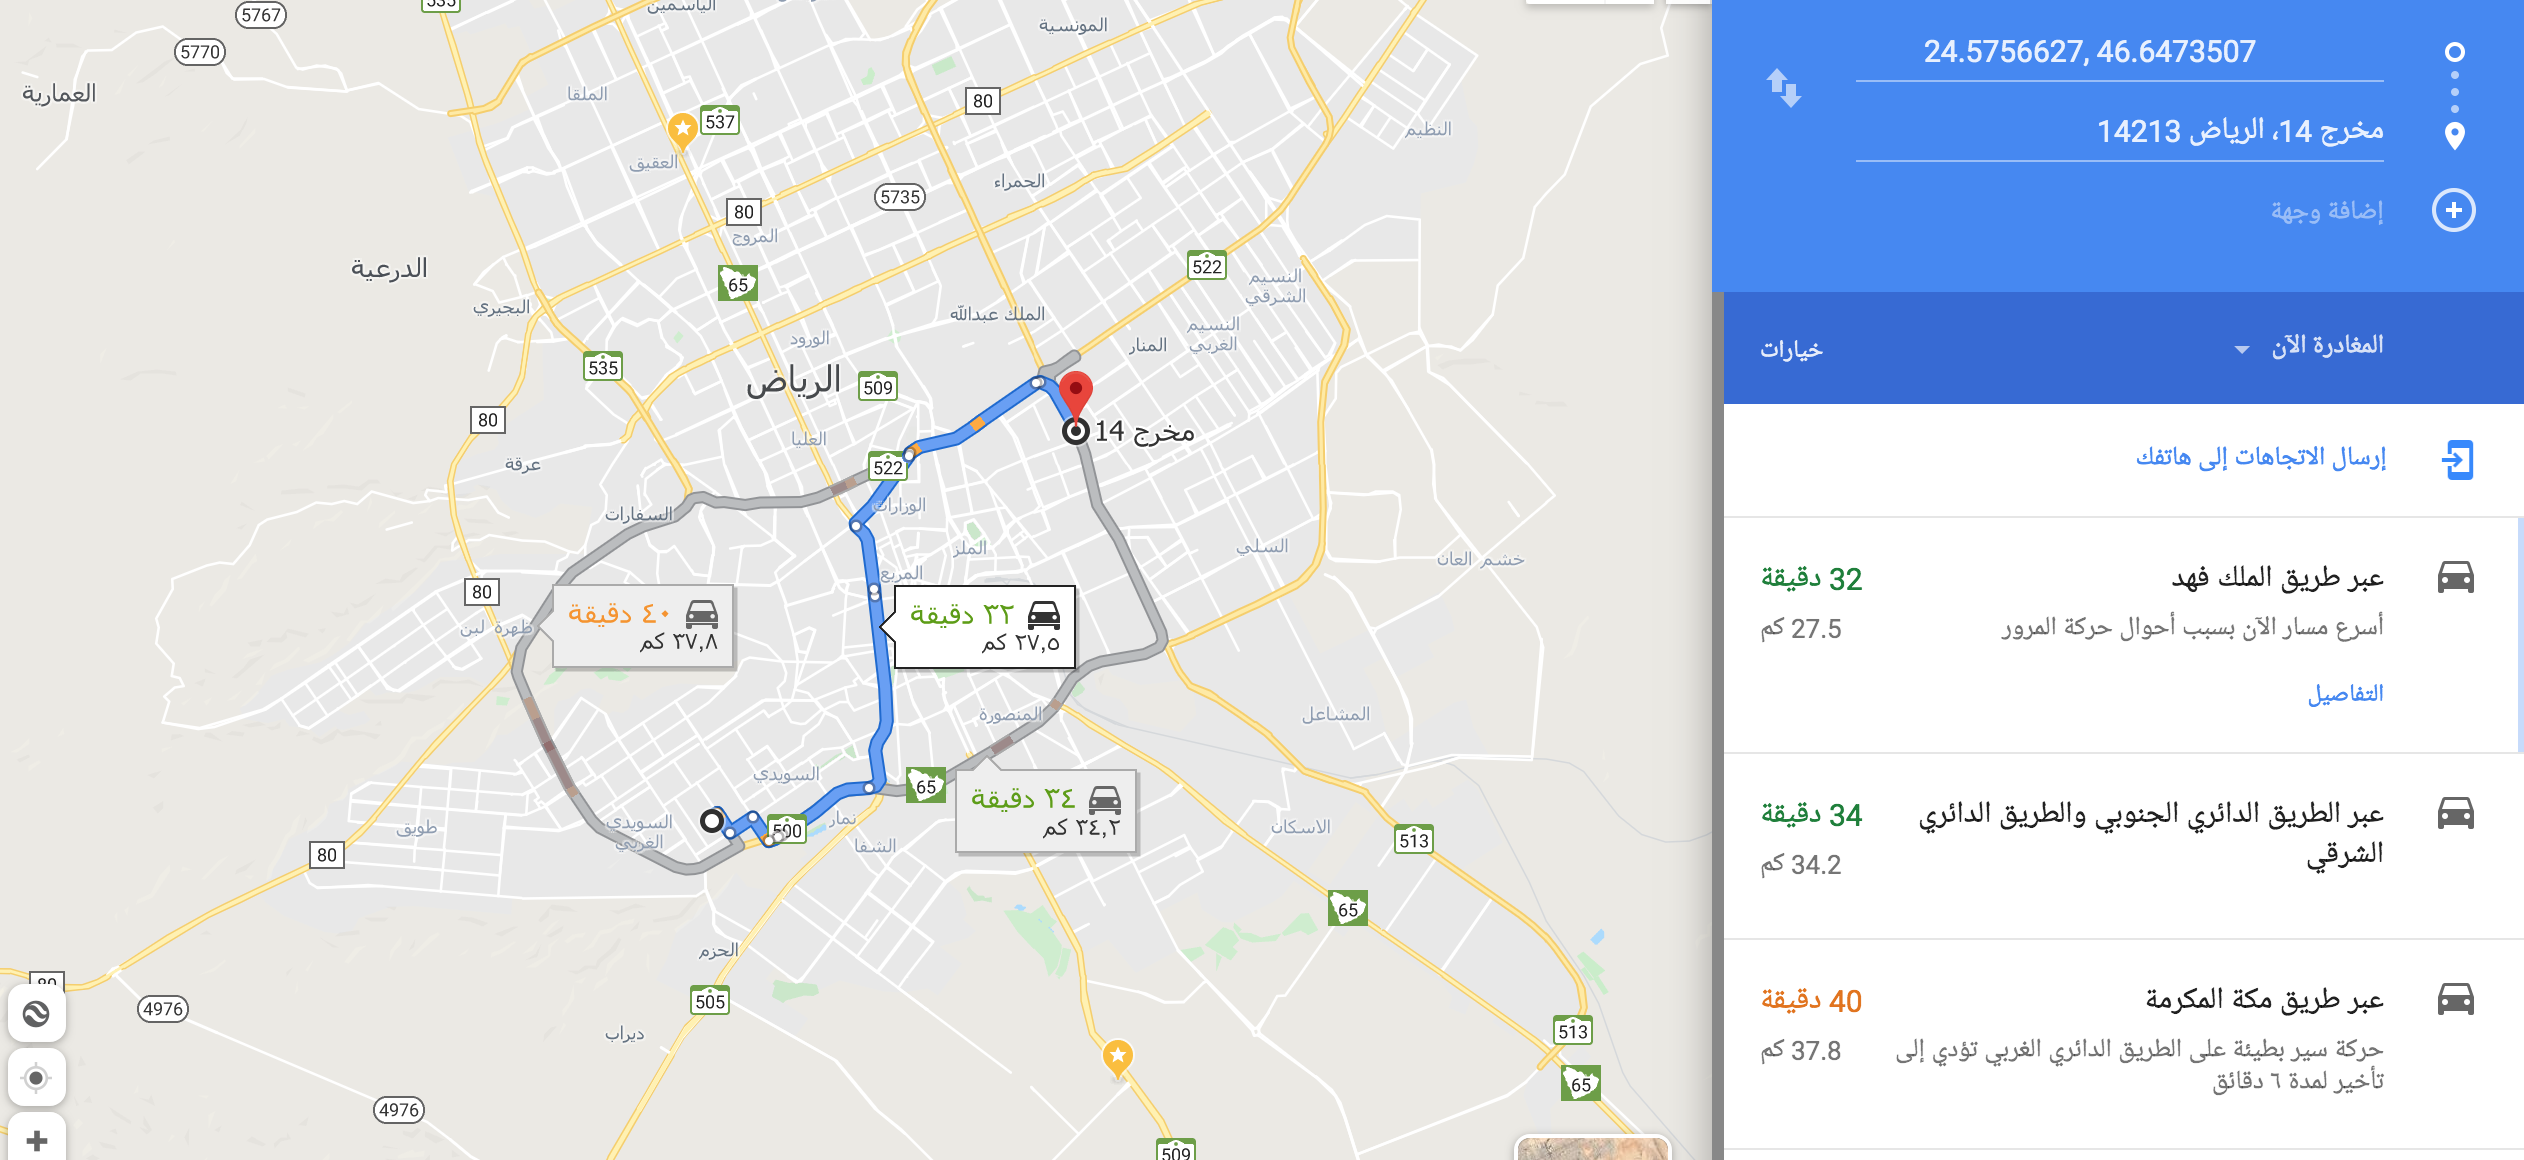 24.5756627, 46.6473507
مخرج 14، الرياض 14213
إضافة وجهة
المغادرة الآن
خيارات
إرسال الاتجاهات إلى هاتفك
عبر طريق الملك فهد
32 دقيقة
أسرع مسار الآن بسبب أحوال حركة المرور
27.5 كم
التفاصيل
عبر الطريق الدائري الجنوبي والطريق الدائري
الشرقي
34 دقيقة
34.2 كم
عبر طريق مكة المكرمة
40 دقيقة
حركة سير بطيئة على الطريق الدائري الغربي تؤدي إلى
تأخير لمدة ٦ دقائق
37.8 كم
535
الياسمين
5767
المونسية
5770
العمارية
الملقا
80
537
النظيم
العقيق
الحمراء
5735
80
المروج
الدرعية
522
65
النسيم
الشرقي
البجيري
الملك عبدالله
النسيم
الغربي
الورود
المنار
535
الرياض
509
80
مخرج 14
العليا
عرقة
522
الوزارات
السفارات
الملز
السلي
خشم العان
المربع
80
٤٠ دقيقة
٣٧,٨ كم
٣٢ دقيقة
٢٧,٥ كم
ظهرة لبن
المنصورة
المشاعل
السويدي
65
٣٤ دقيقة
٣٤,٢ كم
نمار
500
السويدي
الغربي
طويق
الشفا
الاسكان
513
80
65
الحزم
80
505
4976
ديراب
513
65
4976
509